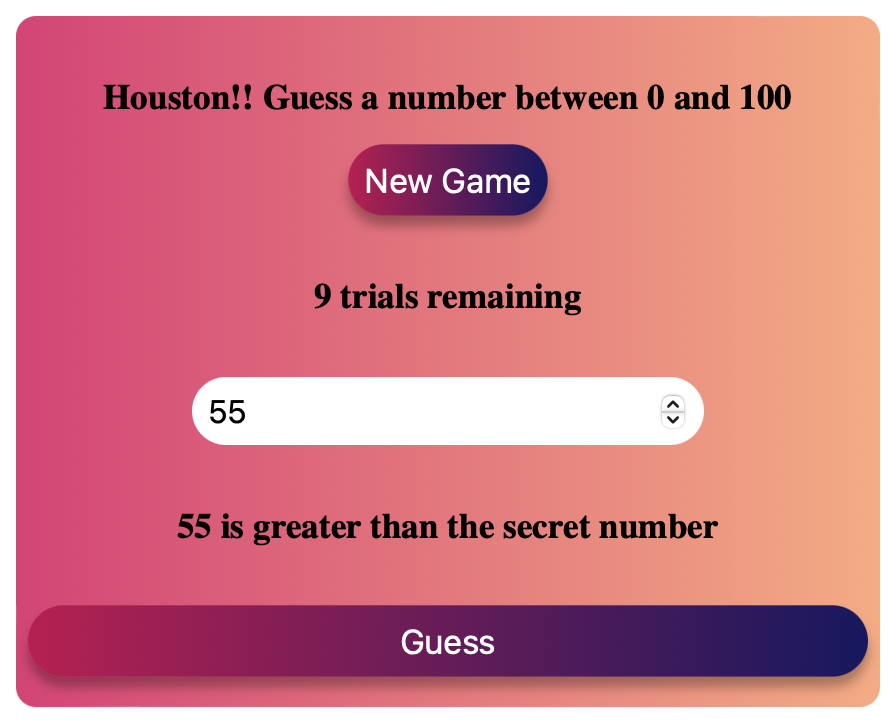 Houston!! Guess a number between 0 and 100
New Game
9 trials remaining
55
55 is greater than the secret number
Guess